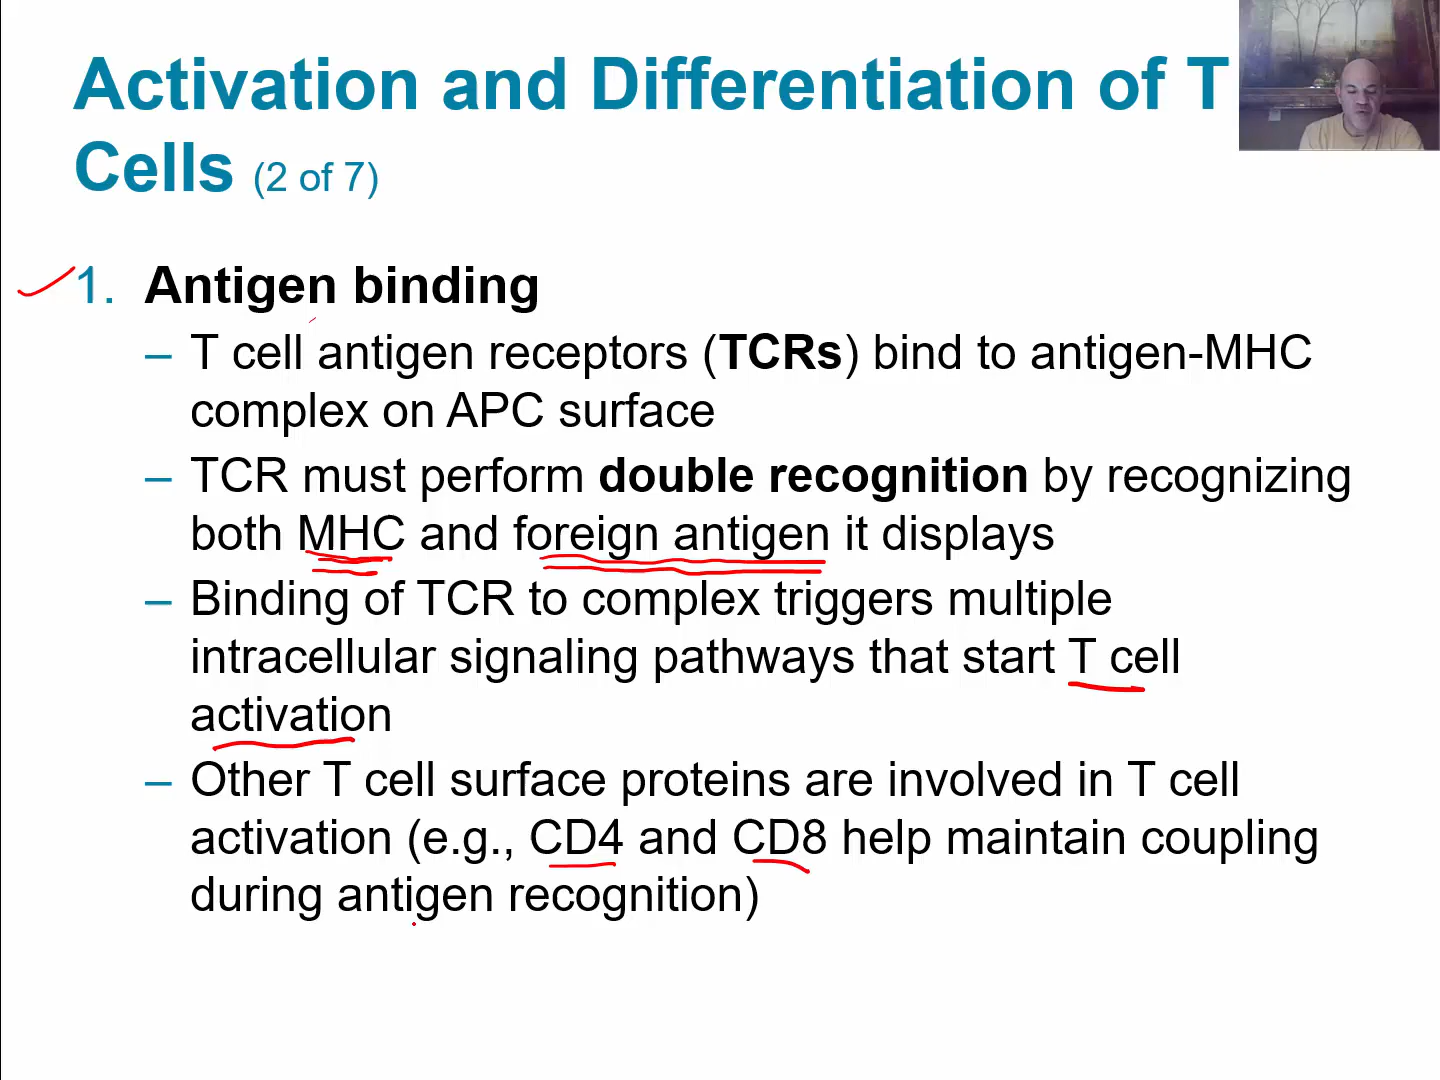 Activation and Differentiation of T
Cells (2 of 7)
1. Antigen binding
– T cell antigen receptors (TCRs) bind to antigen-MHC
complex on APC surface
– TCR must perform double recognition by recognizing
both MHC and foreign antigen it displays
– Binding of TCR to complex triggers multiple
intracellular signaling pathways that start T cell
activation
– Other T cell surface proteins are involved in T cell
activation (e.g., CD4 and CD8 help maintain coupling
during antigen recognition)